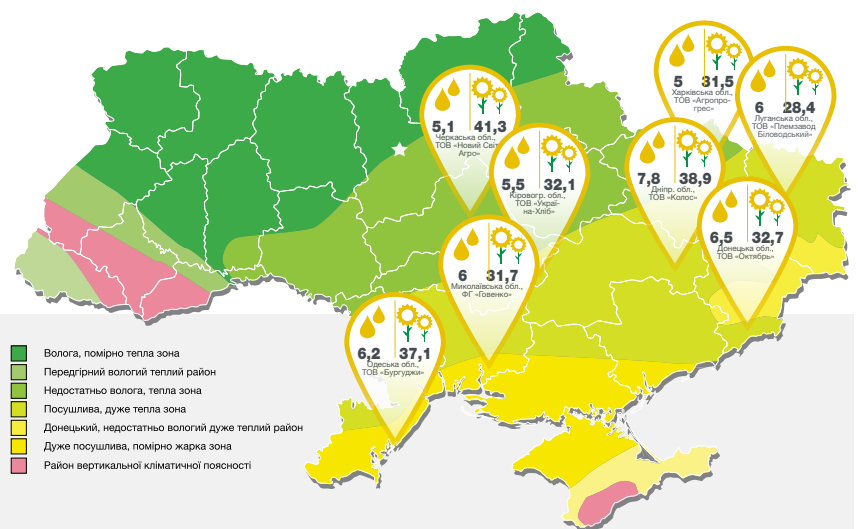 5 31,5
Харківська обл.,
ТОВ «Агропро-
грес»
6 28,4
Луганська обл.,
ТОВ «Племзавод
Біловодський»
5,1 41,3
Черкаська обл.,
ТОВ «Новий Світ
Агро»
5,5 32,1
Кіровогр. обл.,
ТОВ «Украї-
на-Хліб»
7,8 38,9
Дніпр. обл.,
ТОВ «Колос»
6,5 32,7
Донецька обл.,
ТОВ «Октябрь»
6 31,7
Миколаївська обл.,
ФГ «Говенко»
6,2 37,1
Одеська обл.,
ТОВ «Бургуджи»
Волога, помірно тепла зона
Передгірний вологий теплий район
Недостатньо волога, тепла зона
Посушлива, дуже тепла зона
Донецький, недостатньо вологий дуже теплий район
Дуже посушлива, помірно жарка зона
Район вертикальної кліматичної поясності